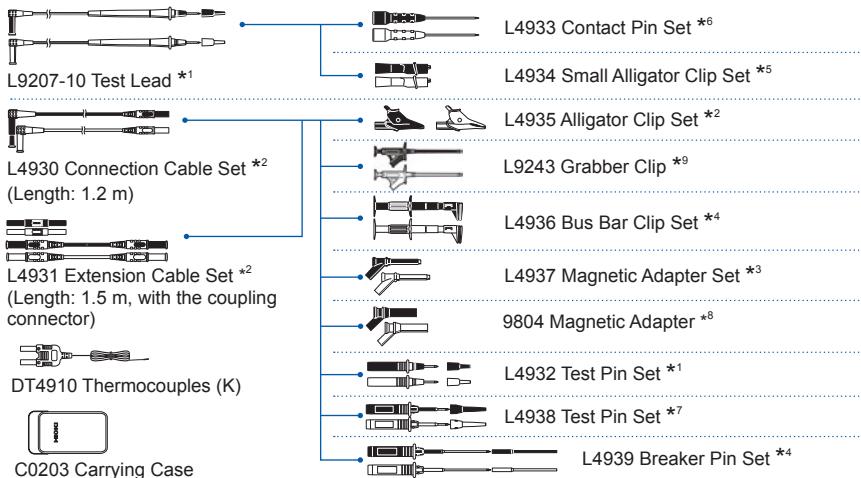 L9207-10 Test Lead *1
L4930 Connection Cable Set *2
(Length: 1.2 m)
L4931 Extension Cable Set *2
(Length: 1.5 m, with the coupling
connector)
DT4910 Thermocouples (K)
HIOKI
C0203 Carrying Case
L4933 Contact Pin Set *6
L4934 Small Alligator Clip Set *5
L4935 Alligator Clip Set *2
L9243 Grabber Clip *9
L4936 Bus Bar Clip Set *4
L4937 Magnetic Adapter Set *3
9804 Magnetic Adapter *8
L4932 Test Pin Set *1
L4938 Test Pin Set *7
L4939 Breaker Pin Set *4